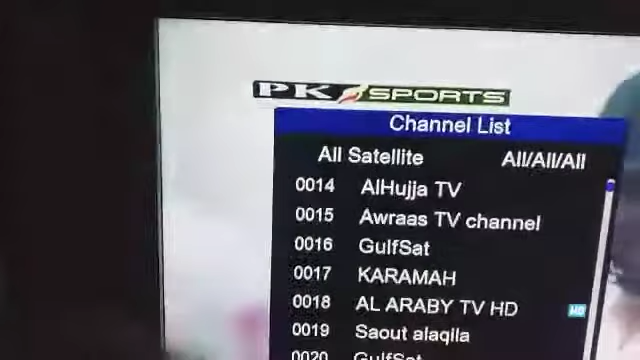 PK SPORTS
Channel List
All Satellite All/All/All
0014 AlHujja TV
0015 Awraas TV channel
0016 GulfSat
0017 KARAMAH
0018 AL ARABY TV HD HD
0019 Saout alaqila
0020 GulfSat